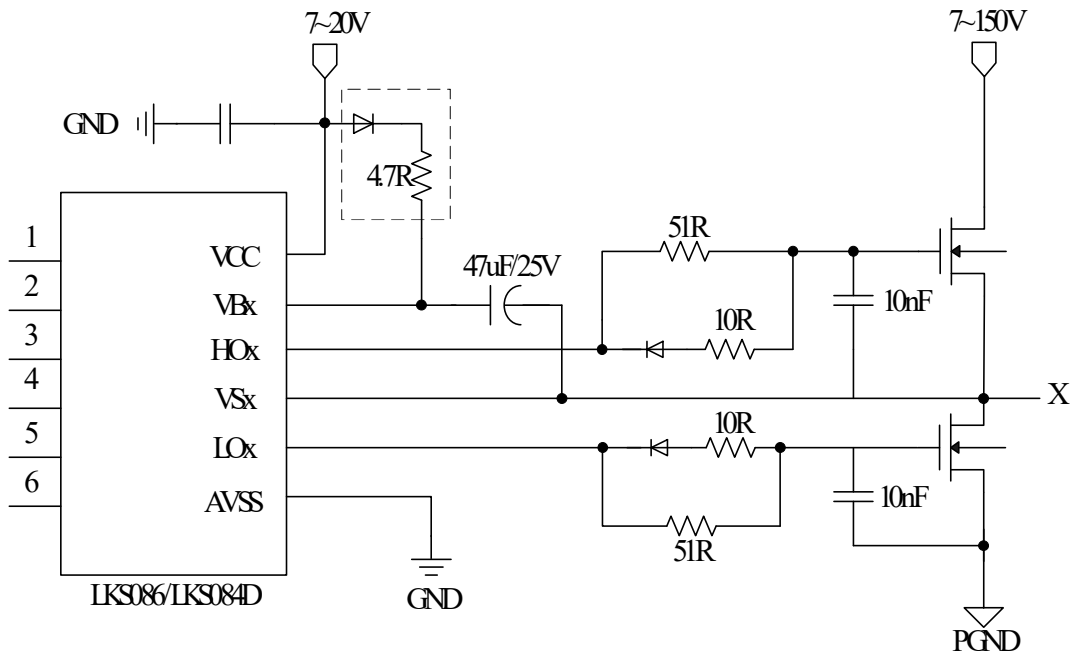 7~20V
7~150V
GND
4.7R
51R
1
2
3
4
5
6
VCC
VBx
HOx
VSx
LOx
AVSS
47uF/25V
10R
10nF
X
10R
10nF
51R
LKS086/LKS084D
GND
PGND